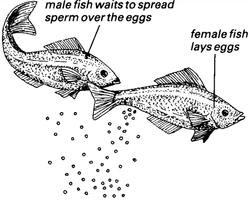 male fish waits to spread
sperm over the eggs
female fish
lays eggs